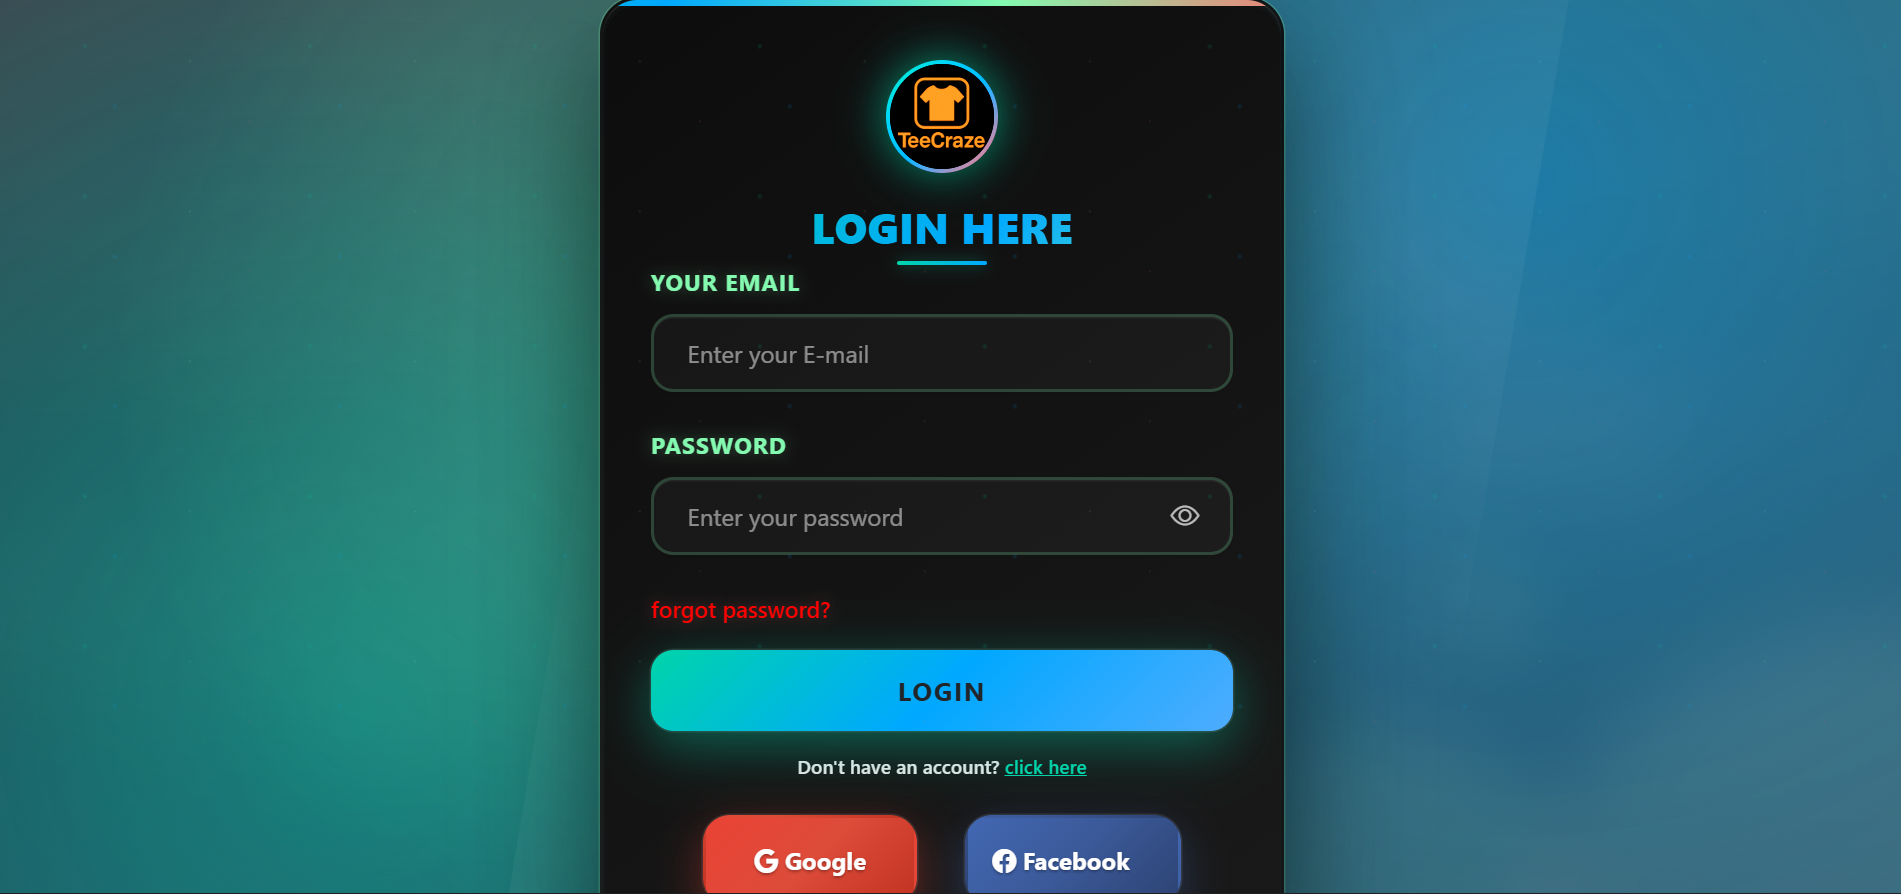 TeeCraze
LOGIN HERE
YOUR EMAIL
Enter your E-mail
PASSWORD
Enter your password
forgot password?
LOGIN
Don't have an account? click here
Google
Facebook